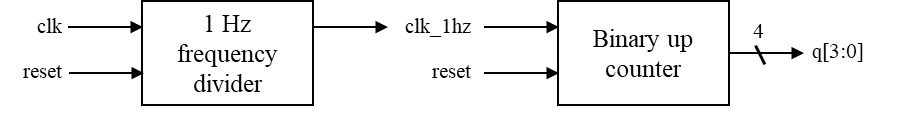 clk
reset
1 Hz
frequency
divider
clk_1hz
reset
Binary up
counter
4
q[3:0]